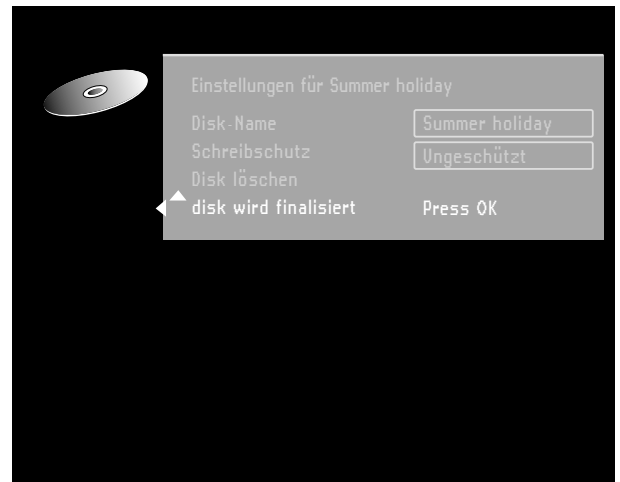 Einstellungen für Summer holiday
Disk-Name Summer holiday
Schreibschutz Ungeschützt
Disk löschen
disk wird finalisiert Press OK